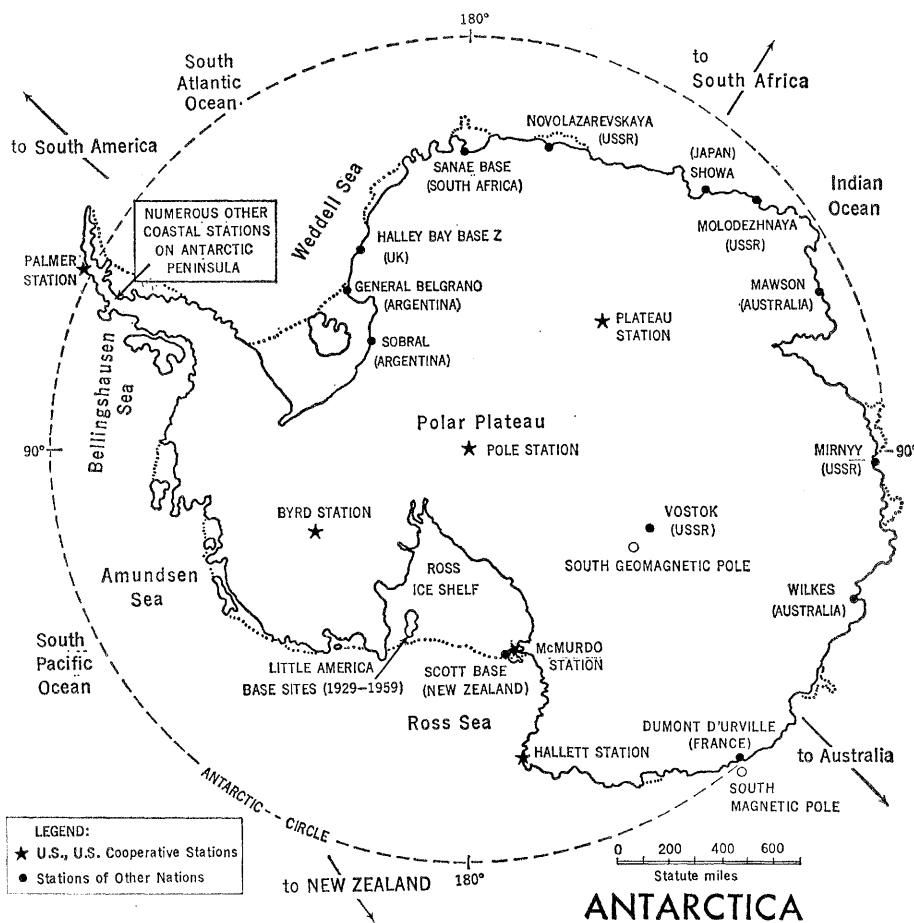 180°
South
Atlantic
Ocean
to
South Africa
to South America
NOVOLAZAREVSKAYA
(USSR)
SANAE BASE
(SOUTH AFRICA)
(JAPAN)
SHOWA
Indian
Ocean
MOLODEZHNAYA
(USSR)
Weddell Sea
NUMEROUS OTHER
COASTAL STATIONS
ON ANTARCTIC
PENINSULA
PALMER
STATION
HALLEY BAY BASE Z
(UK)
GENERAL BELGRANO
(ARGENTINA)
MAWSON
(AUSTRALIA)
PLATEAU
STATION
SOBRAL
(ARGENTINA)
Bellingshausen
Sea
Polar Plateau
POLE STATION
90°
MIRNYY
(USSR)
90°
BYRD STATION
VOSTOK
(USSR)
SOUTH GEOMAGNETIC POLE
ROSS
ICE SHELF
Amundsen
Sea
WILKES
(AUSTRALIA)
South
Pacific
Ocean
LITTLE AMERICA
BASE SITES (1929-1959)
SCOTT BASE
(NEW ZEALAND)
McMURDO
STATION
Ross Sea
HALLETT STATION
DUMONT D'URVILLE
(FRANCE)
to Australia
SOUTH
MAGNETIC POLE
ANTARCTIC - CIRCLE
LEGEND:
U.S., U.S. Cooperative Stations
Stations of Other Nations
to NEW ZEALAND
180°
0 200 400 600
Statute miles
ANTARCTICA